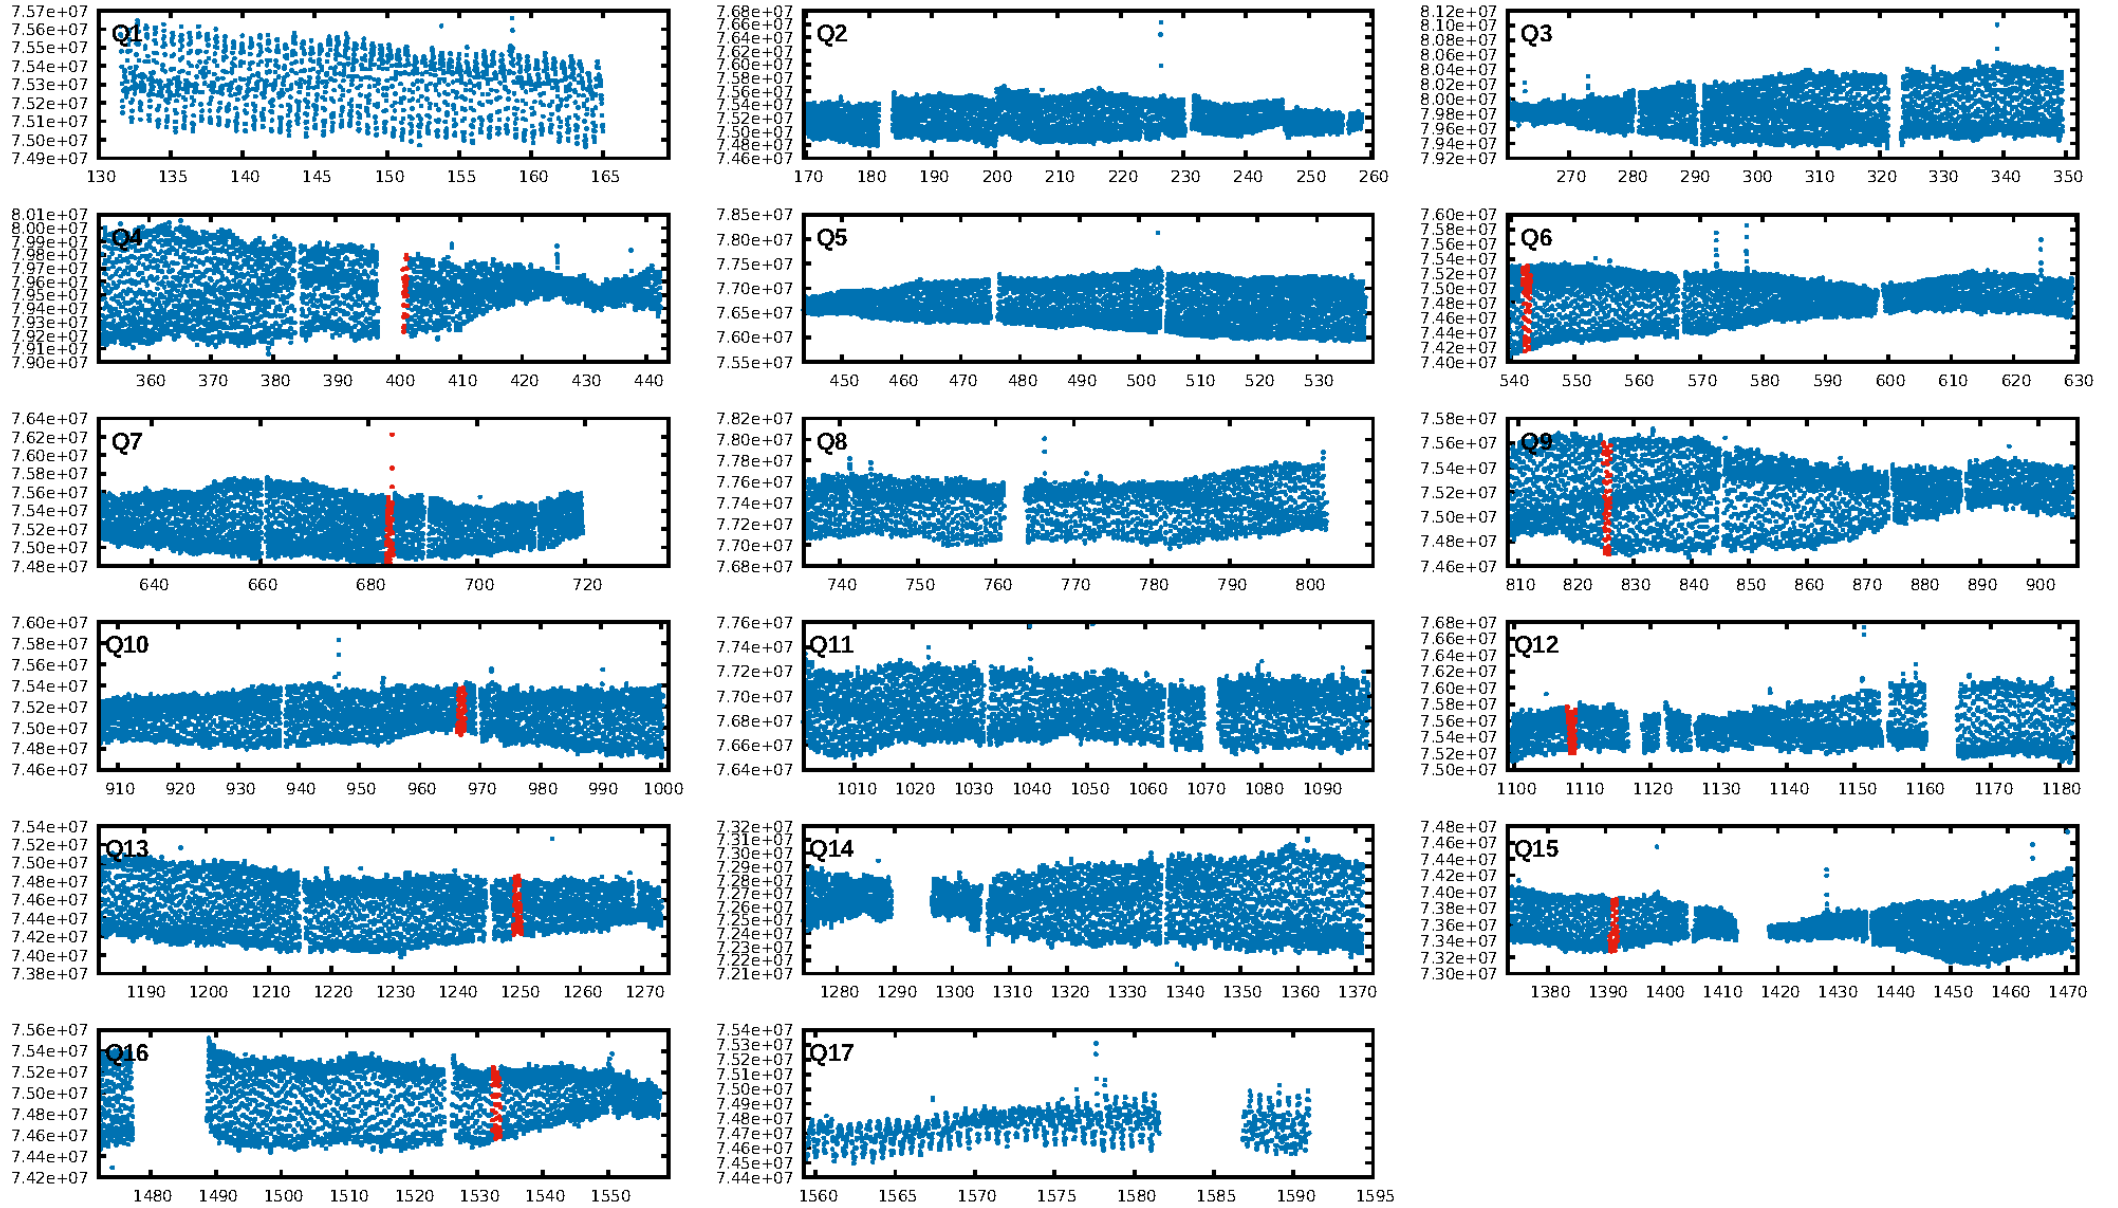 Q1
7.57e+07
7.56e+07
7.55e+07
7.54e+07
7.53e+07
7.52e+07
7.51e+07
7.50e+07
7.49e+07
130 135 140 145 150 155 160 165
Q2
7.68e+07
7.66e+07
7.64e+07
7.62e+07
7.60e+07
7.58e+07
7.56e+07
7.54e+07
7.52e+07
7.50e+07
7.48e+07
7.46e+07
170 180 190 200 210 220 230 240 250 260
Q3
8.12e+07
8.10e+07
8.08e+07
8.06e+07
8.04e+07
8.02e+07
8.00e+07
7.98e+07
7.96e+07
7.94e+07
7.92e+07
270 280 290 300 310 320 330 340 350
Q4
8.01e+07
8.00e+07
7.99e+07
7.98e+07
7.97e+07
7.96e+07
7.95e+07
7.94e+07
7.93e+07
7.92e+07
7.91e+07
7.90e+07
360 370 380 390 400 410 420 430 440
Q5
7.85e+07
7.80e+07
7.75e+07
7.70e+07
7.65e+07
7.60e+07
7.55e+07
450 460 470 480 490 500 510 520 530
Q6
7.60e+07
7.58e+07
7.56e+07
7.54e+07
7.52e+07
7.50e+07
7.48e+07
7.46e+07
7.44e+07
7.42e+07
7.40e+07
540 550 560 570 580 590 600 610 620 630
Q7
7.64e+07
7.62e+07
7.60e+07
7.58e+07
7.56e+07
7.54e+07
7.52e+07
7.50e+07
7.48e+07
640 660 680 700 720
Q8
7.82e+07
7.80e+07
7.78e+07
7.76e+07
7.74e+07
7.72e+07
7.70e+07
7.68e+07
740 750 760 770 780 790 800
Q9
7.58e+07
7.56e+07
7.54e+07
7.52e+07
7.50e+07
7.48e+07
7.46e+07
810 820 830 840 850 860 870 880 890 900
Q10
7.60e+07
7.58e+07
7.56e+07
7.54e+07
7.52e+07
7.50e+07
7.48e+07
7.46e+07
910 920 930 940 950 960 970 980 990 1000
Q11
7.76e+07
7.74e+07
7.72e+07
7.70e+07
7.68e+07
7.66e+07
7.64e+07
1010 1020 1030 1040 1050 1060 1070 1080 1090
Q12
7.68e+07
7.66e+07
7.64e+07
7.62e+07
7.60e+07
7.58e+07
7.56e+07
7.54e+07
7.52e+07
7.50e+07
1100 1110 1120 1130 1140 1150 1160 1170 1180
Q13
7.54e+07
7.52e+07
7.50e+07
7.48e+07
7.46e+07
7.44e+07
7.42e+07
7.40e+07
7.38e+07
1190 1200 1210 1220 1230 1240 1250 1260 1270
Q14
7.32e+07
7.31e+07
7.30e+07
7.29e+07
7.28e+07
7.27e+07
7.26e+07
7.25e+07
7.24e+07
7.23e+07
7.22e+07
7.21e+07
1280 1290 1300 1310 1320 1330 1340 1350 1360 1370
Q15
7.48e+07
7.46e+07
7.44e+07
7.42e+07
7.40e+07
7.38e+07
7.36e+07
7.34e+07
7.32e+07
7.30e+07
1380 1390 1400 1410 1420 1430 1440 1450 1460 1470
Q16
7.56e+07
7.54e+07
7.52e+07
7.50e+07
7.48e+07
7.46e+07
7.44e+07
7.42e+07
1480 1490 1500 1510 1520 1530 1540 1550
Q17
7.54e+07
7.53e+07
7.52e+07
7.51e+07
7.50e+07
7.49e+07
7.48e+07
7.47e+07
7.46e+07
7.45e+07
7.44e+07
1560 1565 1570 1575 1580 1585 1590 1595